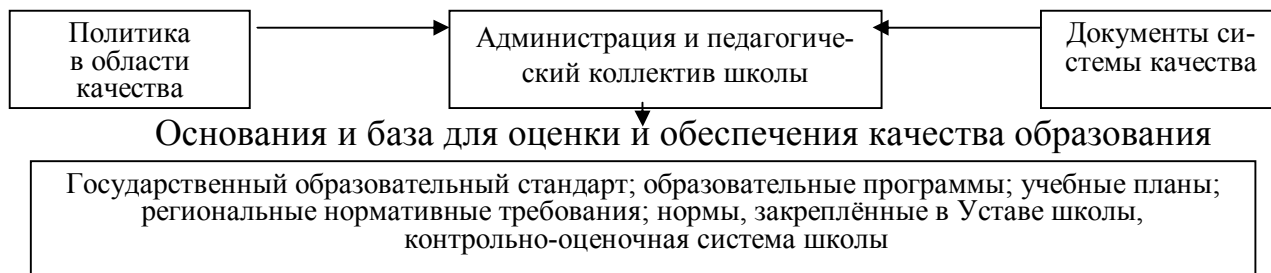 Политика
в области
качества
Администрация и педагогиче-
ский коллектив школы
Документы си-
стемы качества
Основания и база для оценки и обеспечения качества образования
Государственный образовательный стандарт; образовательные программы; учебные планы;
региональные нормативные требования; нормы, закреплённые в Уставе школы,
контрольно-оценочная система школы